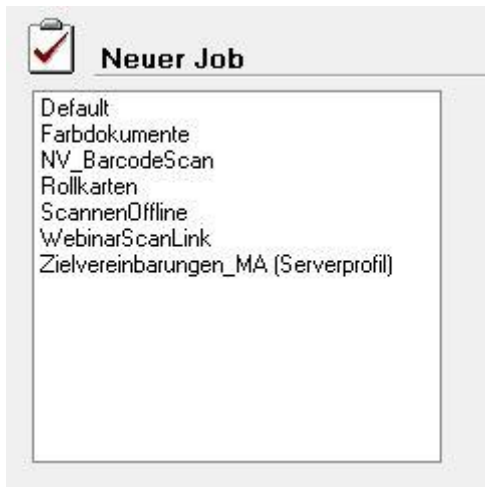 Neuer Job
Default
Farbdokumente
NV_BarcodeScan
Rollkarten
ScannenOffline
WebinarScanLink
Zielvereinbarungen_MA (Serverprofil)